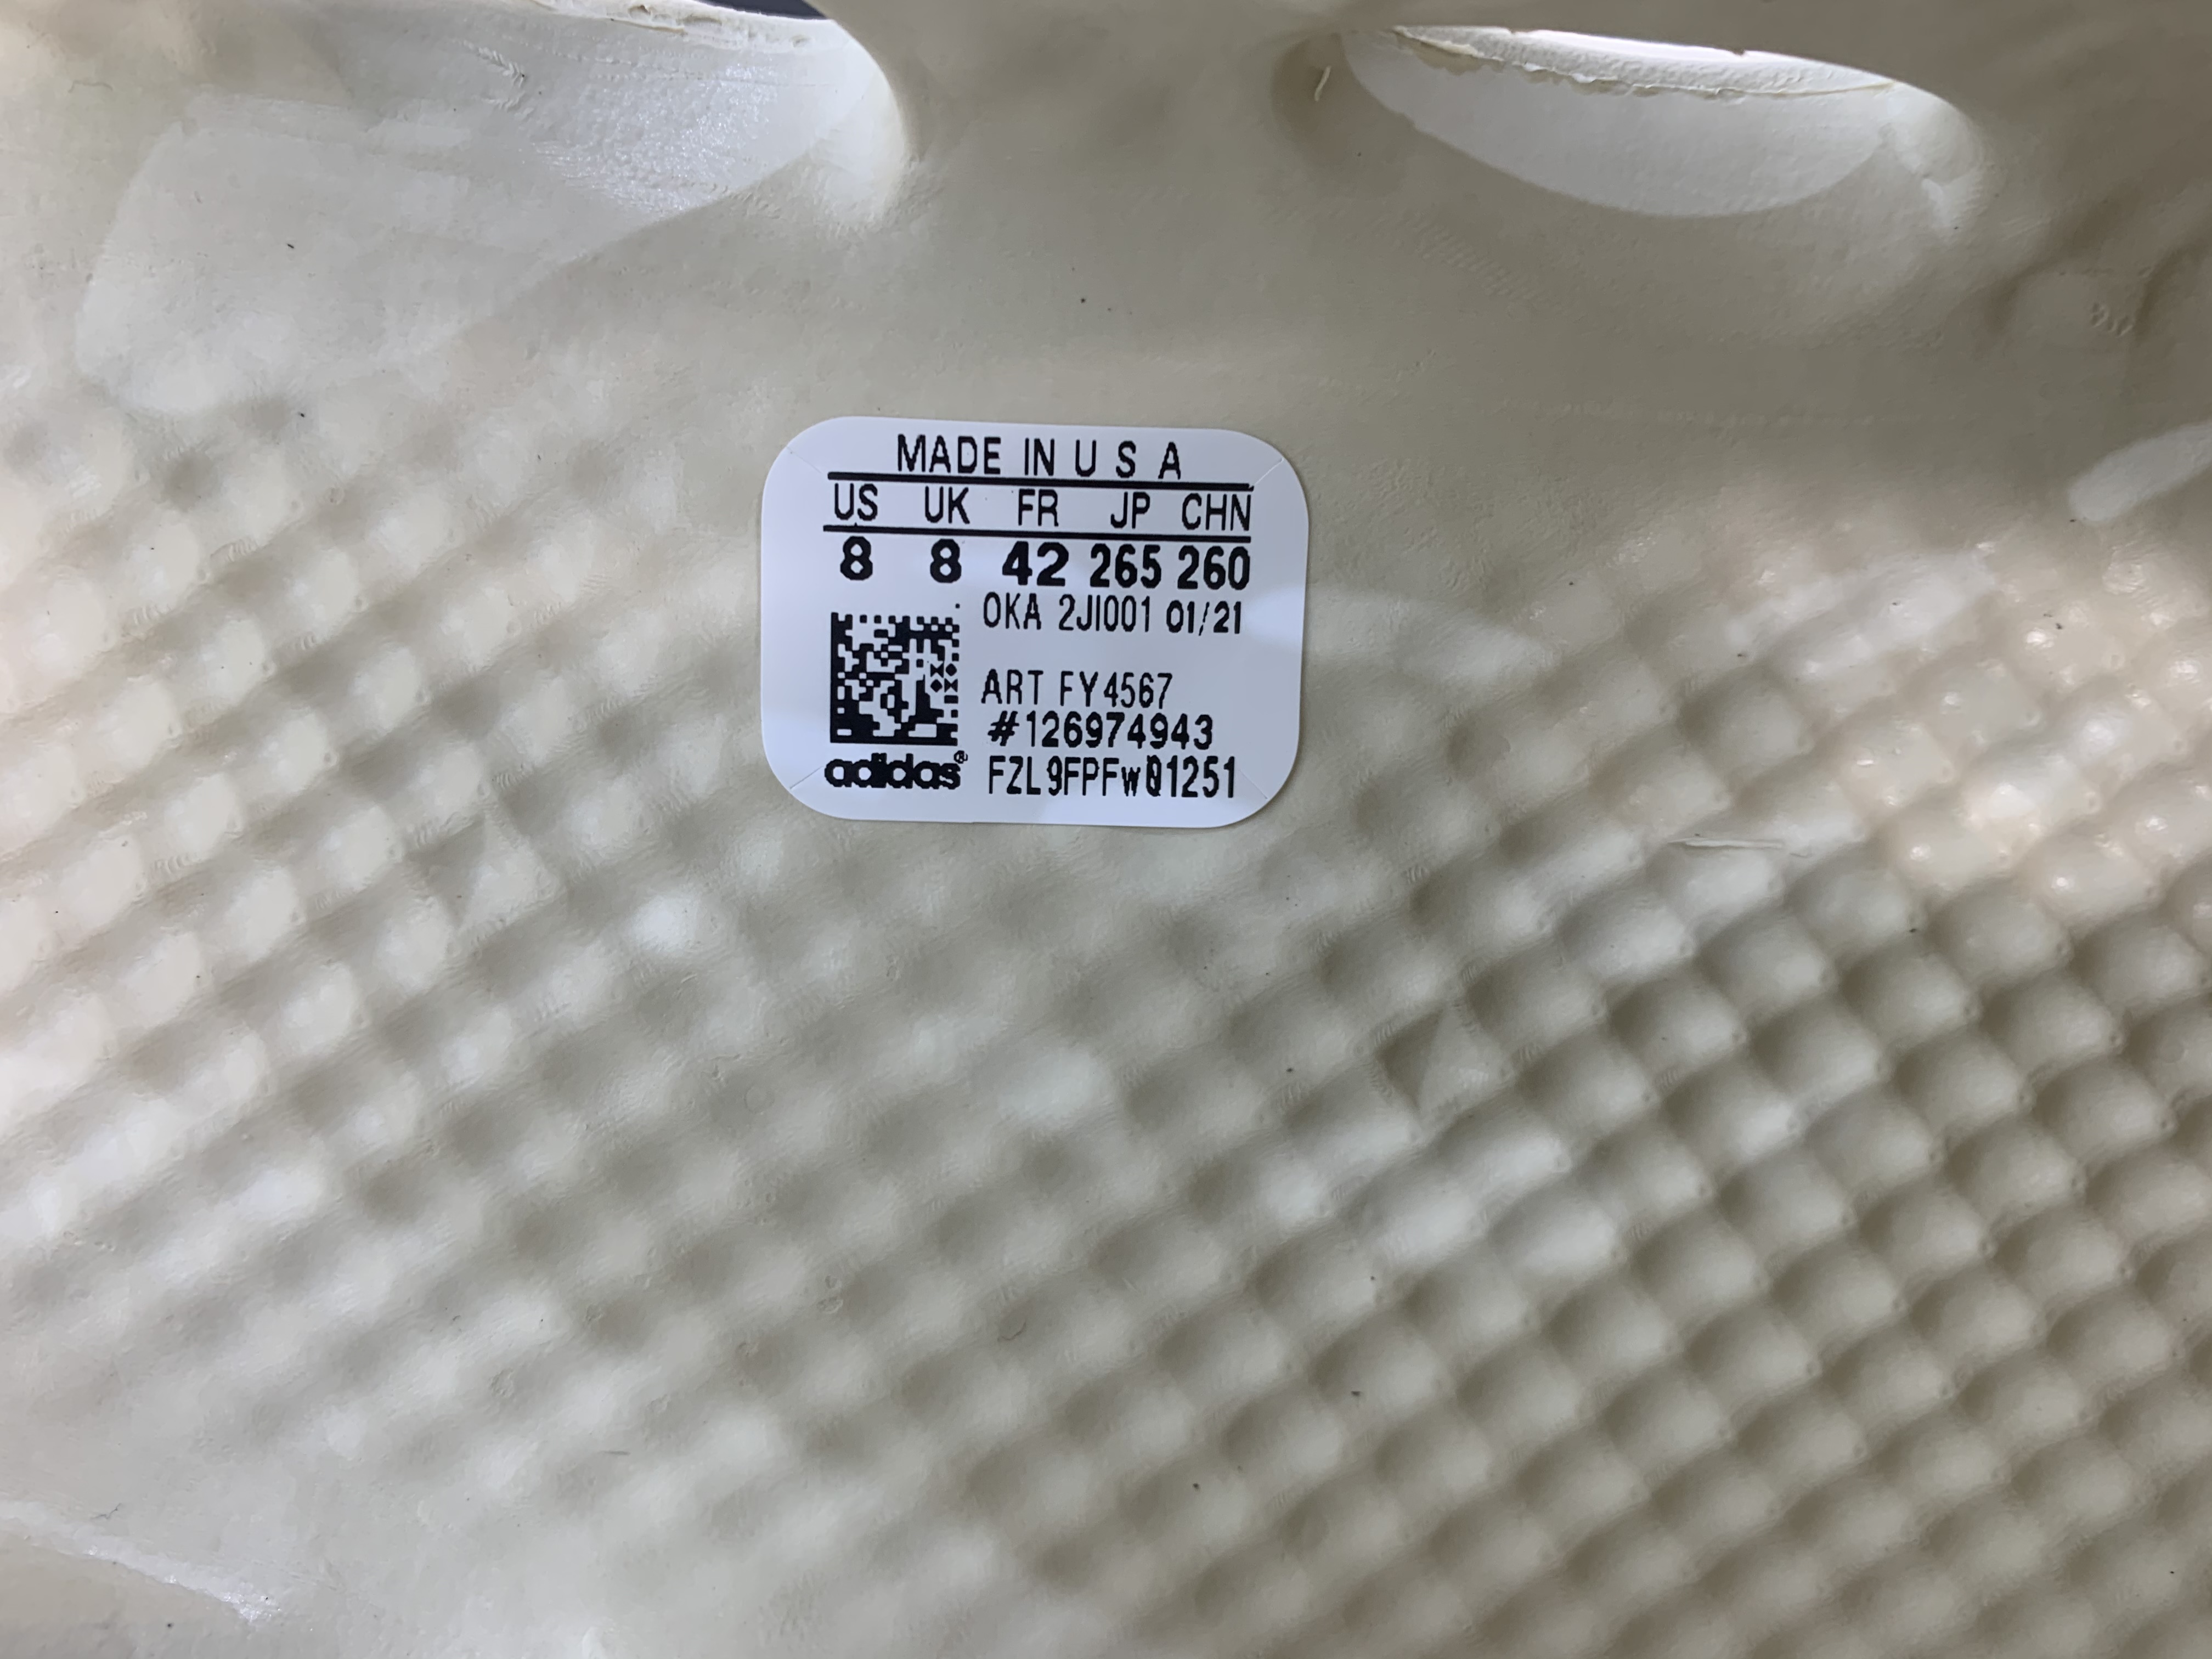 MADE IN U S A
US UK FR JP CHN
8 8 42 265 260
OKA 2JI001 01/21
ART FY4567
#126974943
adidas® FZL9FPFw01251